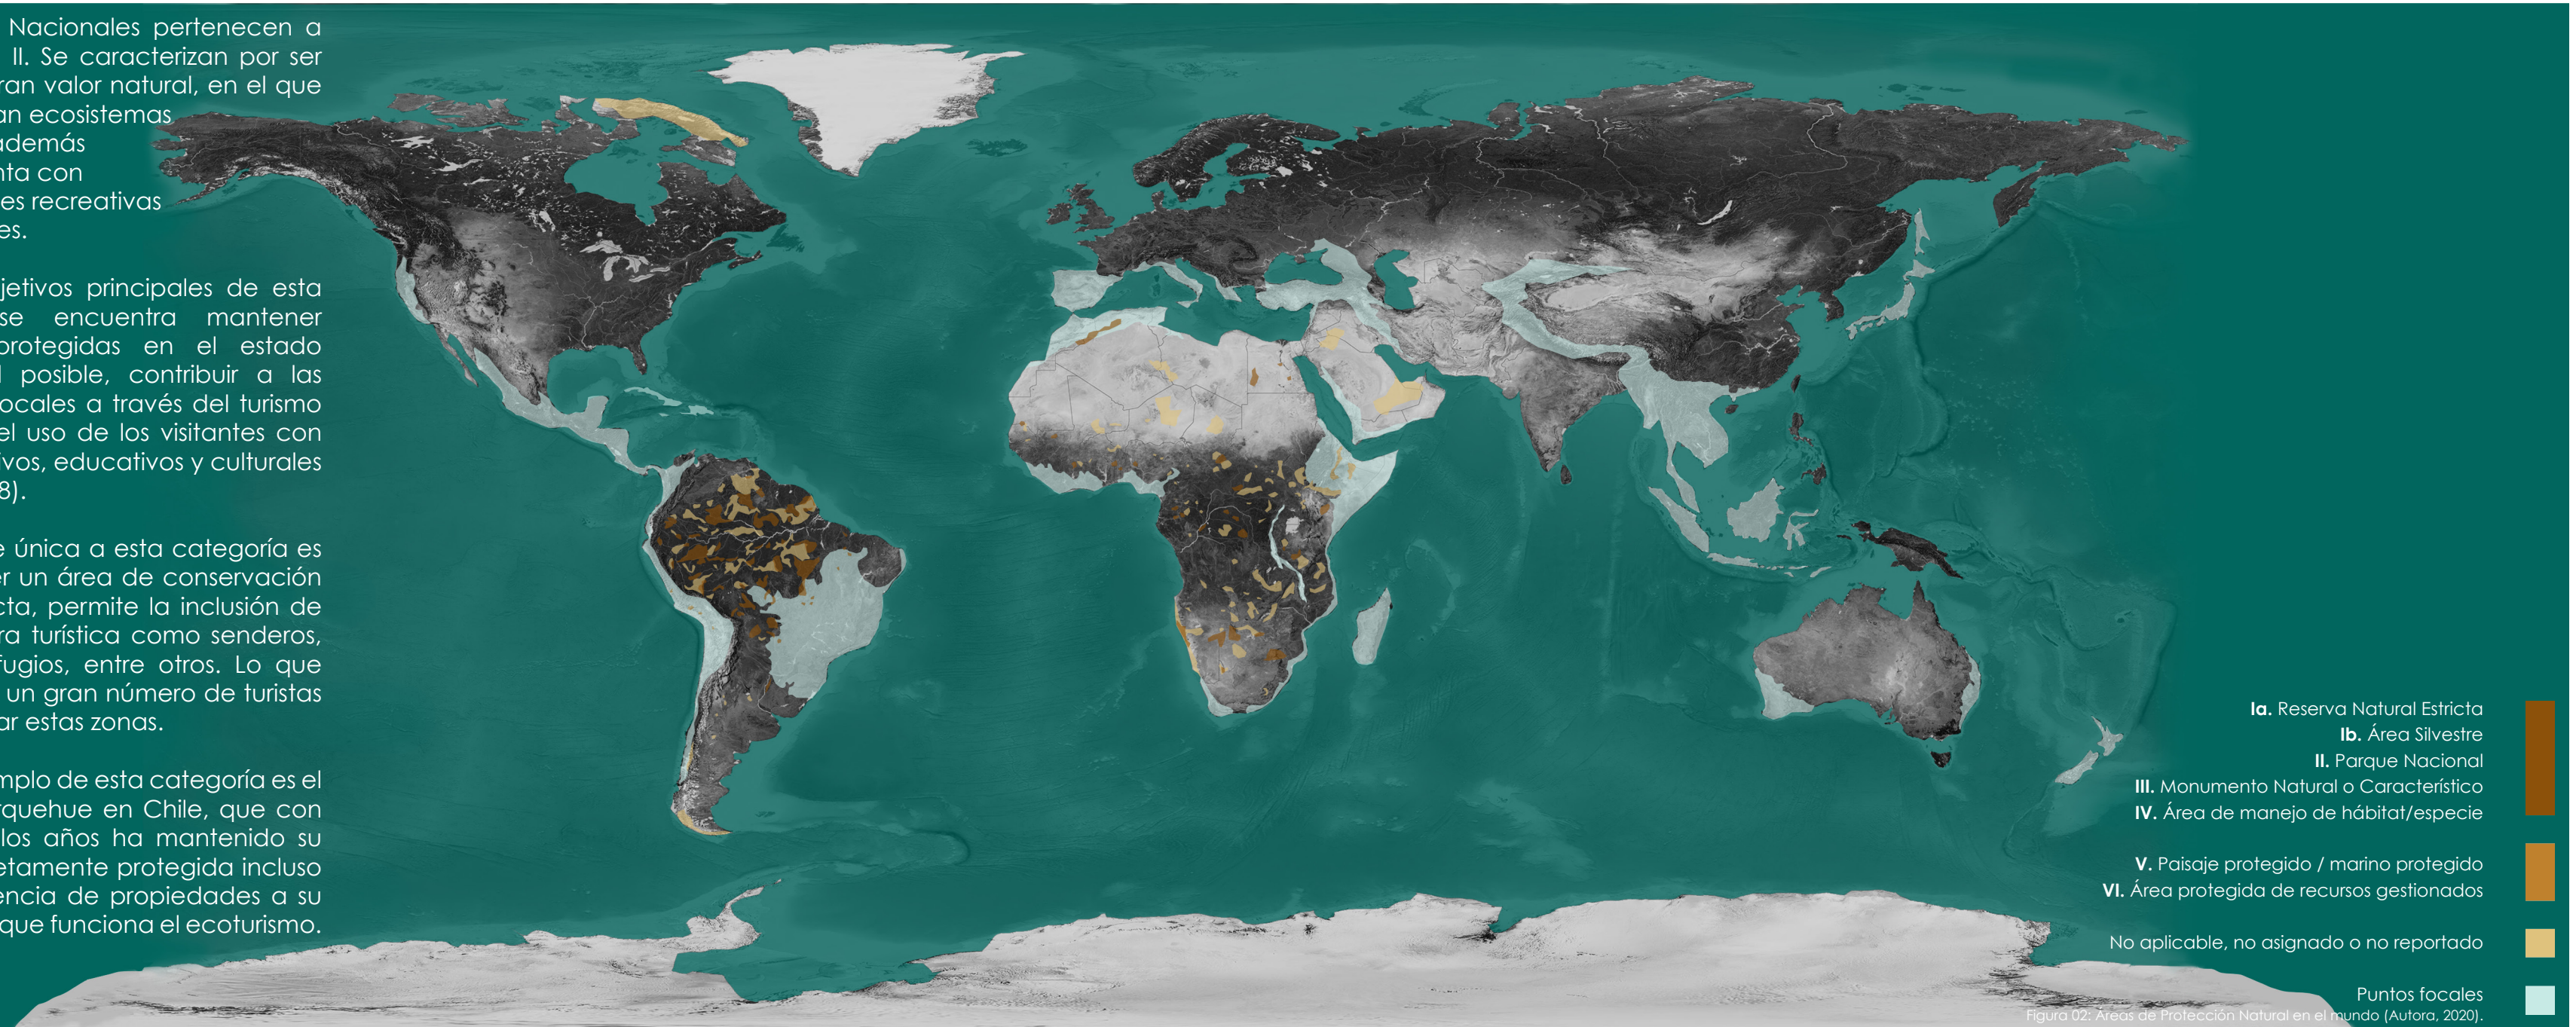 Nacionales pertenecen a
II. Se caracterizan por ser
ran valor natural, en el que
an ecosistemas
además
nta con
es recreativas
es.
jetivos principales de esta
se encuentra mantener
protegidas en el estado
l posible, contribuir a las
ocales a través del turismo
el uso de los visitantes con
ivos, educativos y culturales
8).
e única a esta categoría es
er un área de conservación
cta, permite la inclusión de
ra turística como senderos,
fugios, entre otros. Lo que
un gran número de turistas
ar estas zonas.
mplo de esta categoría es el
rquehue en Chile, que con
los años ha mantenido su
etamente protegida incluso
encia de propiedades a su
que funciona el ecoturismo.
Ia. Reserva Natural Estricta
Ib. Área Silvestre
II. Parque Nacional
III. Monumento Natural o Característico
IV. Área de manejo de hábitat/especie
V. Paisaje protegido / marino protegido
VI. Área protegida de recursos gestionados
No aplicable, no asignado o no reportado
Puntos focales
Figura 02: Áreas de Protección Natural en el mundo (Autora, 2020).